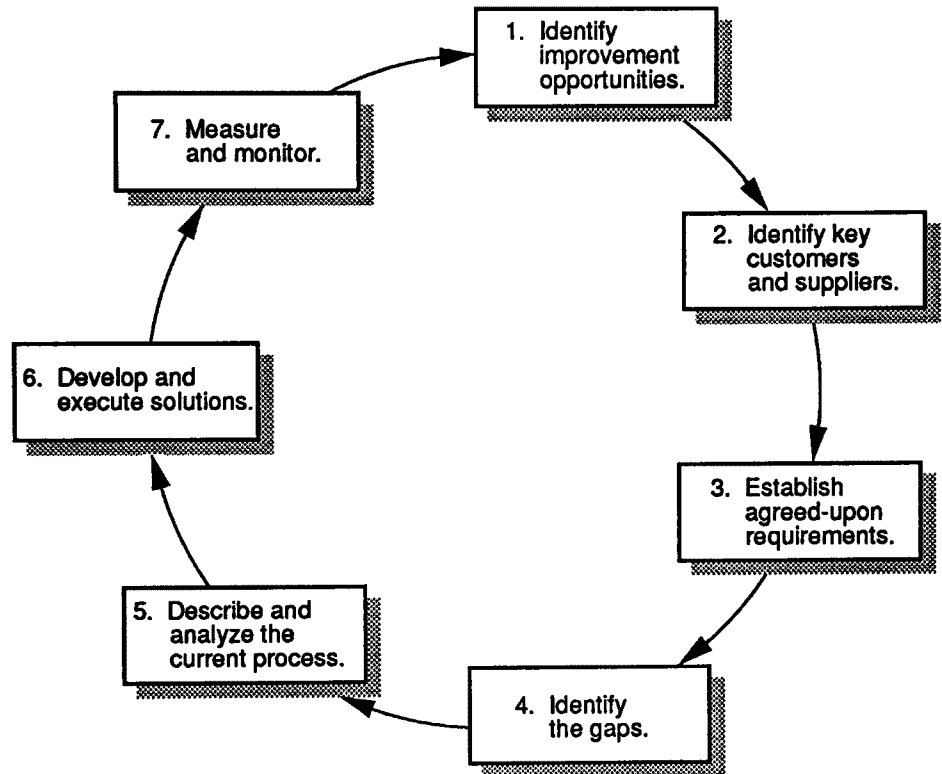 1. Identify
improvement
opportunities.
2. Identify key
customers
and suppliers.
3. Establish
agreed-upon
requirements.
4. Identify
the gaps.
5. Describe and
analyze the
current process.
6. Develop and
execute solutions.
7. Measure
and monitor.